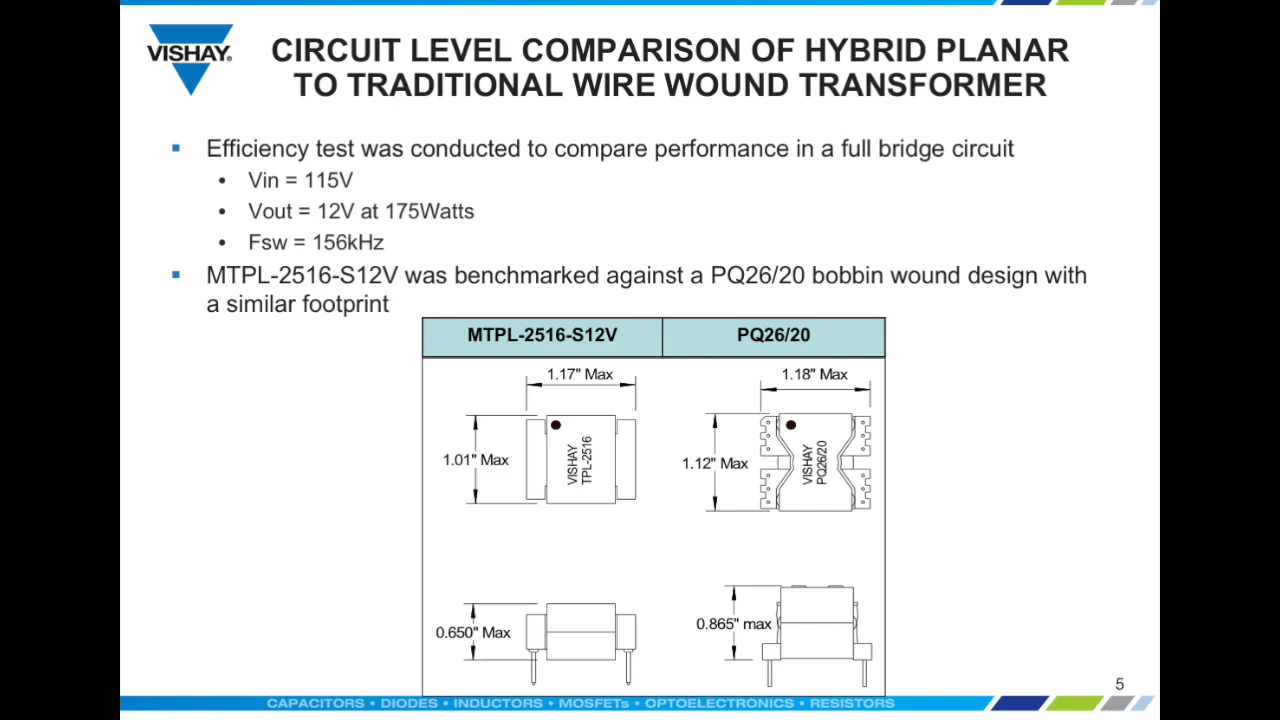 VISHAY®
CIRCUIT LEVEL COMPARISON OF HYBRID PLANAR
TO TRADITIONAL WIRE WOUND TRANSFORMER
▪ Efficiency test was conducted to compare performance in a full bridge circuit
• Vin = 115V
• Vout = 12V at 175Watts
• Fsw = 156kHz
▪ MTPL-2516-S12V was benchmarked against a PQ26/20 bobbin wound design with
a similar footprint
MTPL-2516-S12V
PQ26/20
1.17" Max
1.01" Max
VISHAY
TPL-2516
1.18" Max
1.12" Max
VISHAY
PQ26/20
0.650" Max
0.865" max
5
CAPACITORS • DIODES • INDUCTORS • MOSFETs • OPTOELECTRONICS • RESISTORS